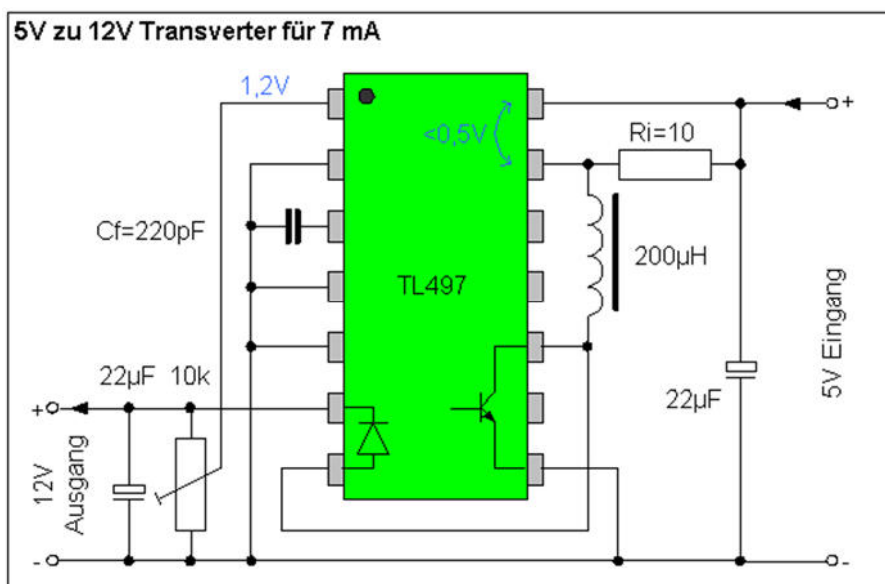 5V zu 12V Transverter für 7 mA
1,2V
<0,5V
+
Ri=10
Cf=220pF
200µH
TL497
5V Eingang
22µF 10k
22µF
+
12V
Ausgang
-
-